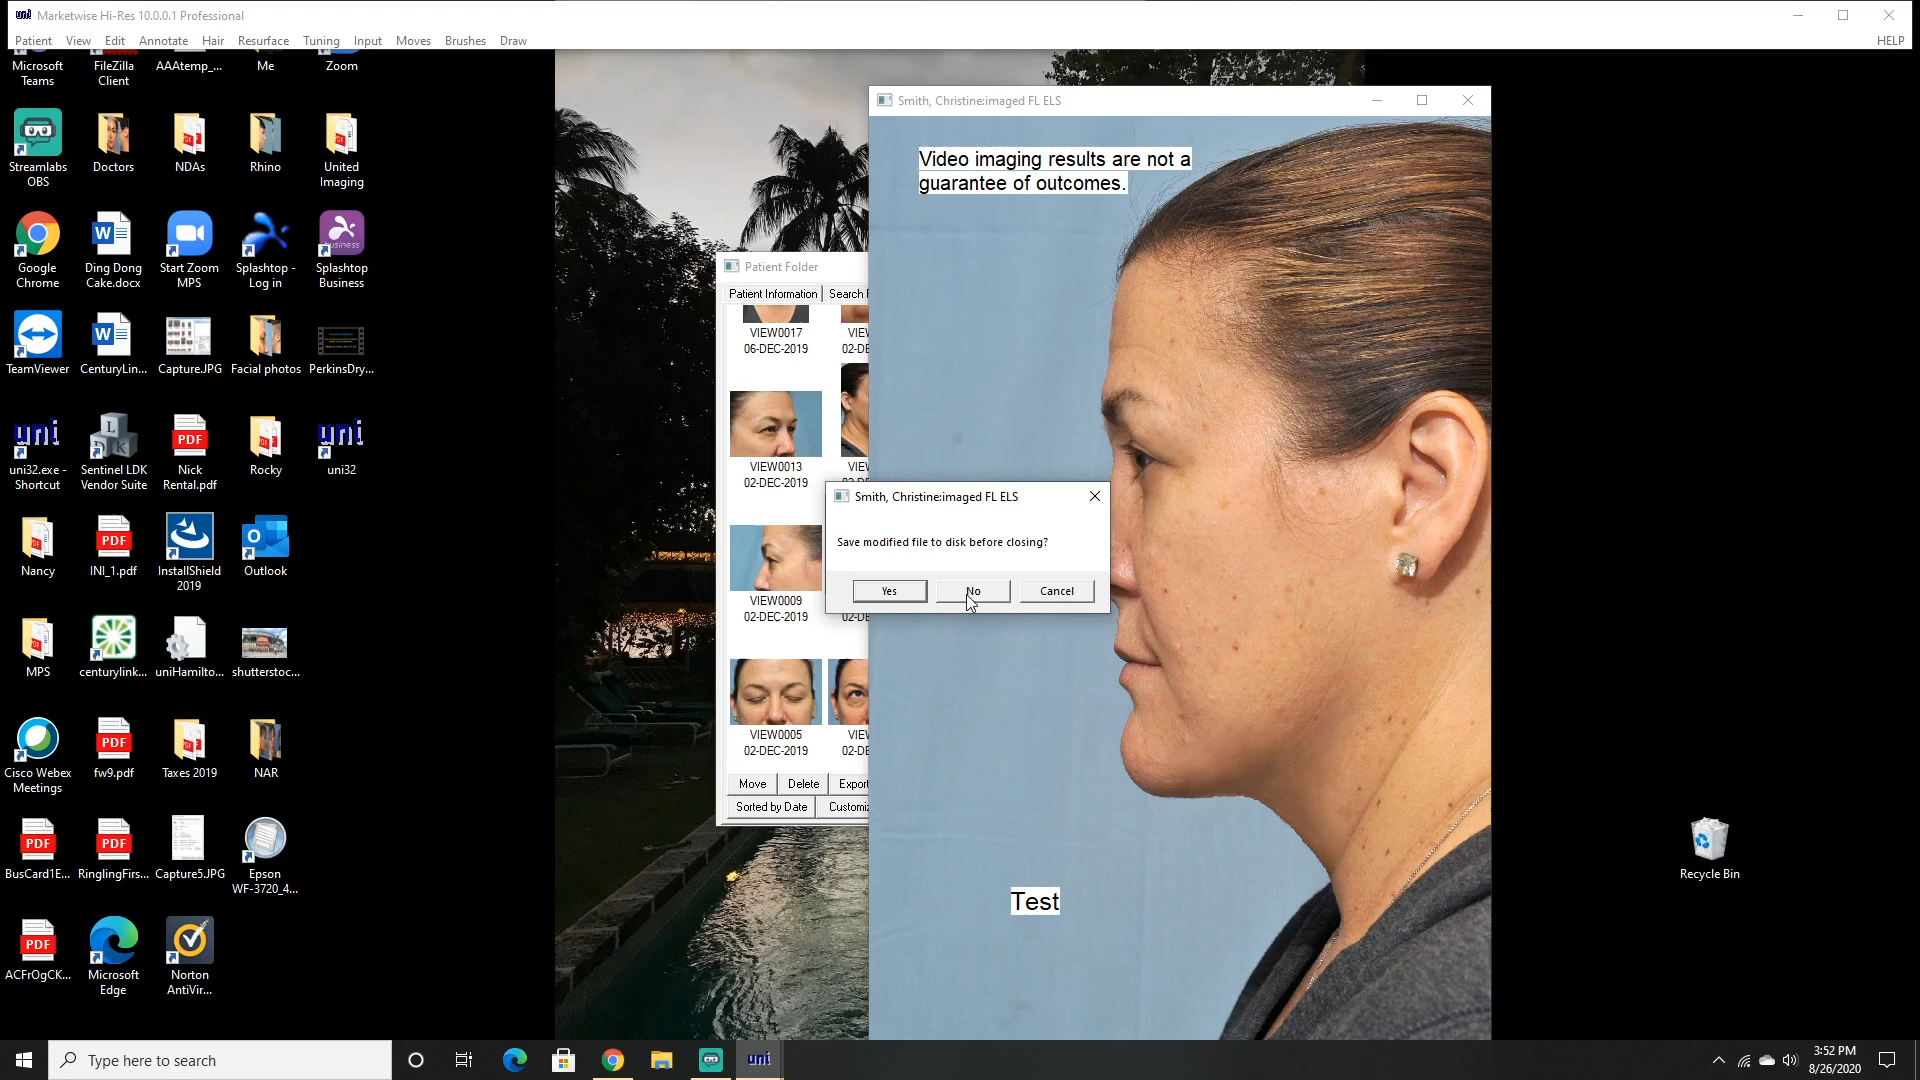 Marketwise Hi-Res 10.0.0.1 Professional
Patient View Edit Annotate Hair Resurface Tuning Input Moves Brushes Draw HELP
Microsoft Teams
FileZilla Client
AAAtemp_...
Me
Zoom
Streamlabs OBS
Doctors
NDAs
Rhino
United Imaging
Google Chrome
Ding Dong Cake.docx
Start Zoom MPS
Splashtop - Log in
Splashtop Business
TeamViewer
CenturyLin...
Capture.JPG
Facial photos
PerkinsDry...
uni32.exe - Shortcut
Sentinel LDK Vendor Suite
Nick Rental.pdf
Rocky
uni32
Nancy
INI_1.pdf
InstallShield 2019
Outlook
MPS
centurylink...
uniHamilto...
shutterstoc...
Cisco Webex Meetings
fw9.pdf
Taxes 2019
NAR
BusCard1E...
RinglingFirs...
Capture5.JPG
Epson WF-3720_4...
ACFrOgCK...
Microsoft Edge
Norton AntiVir...
Recycle Bin
Patient Folder
Patient Information Search
VIEW0017
06-DEC-2019
VIEW0013
02-DEC-2019
VIEW0009
02-DEC-2019
VIEW0005
02-DEC-2019
Move Delete Export
Sorted by Date
Smith, Christine:imaged FL ELS
Video imaging results are not a
guarantee of outcomes.
Test
Smith, Christine:imaged FL ELS
Save modified file to disk before closing?
Yes No Cancel
Type here to search
uni
3:52 PM
8/26/2020